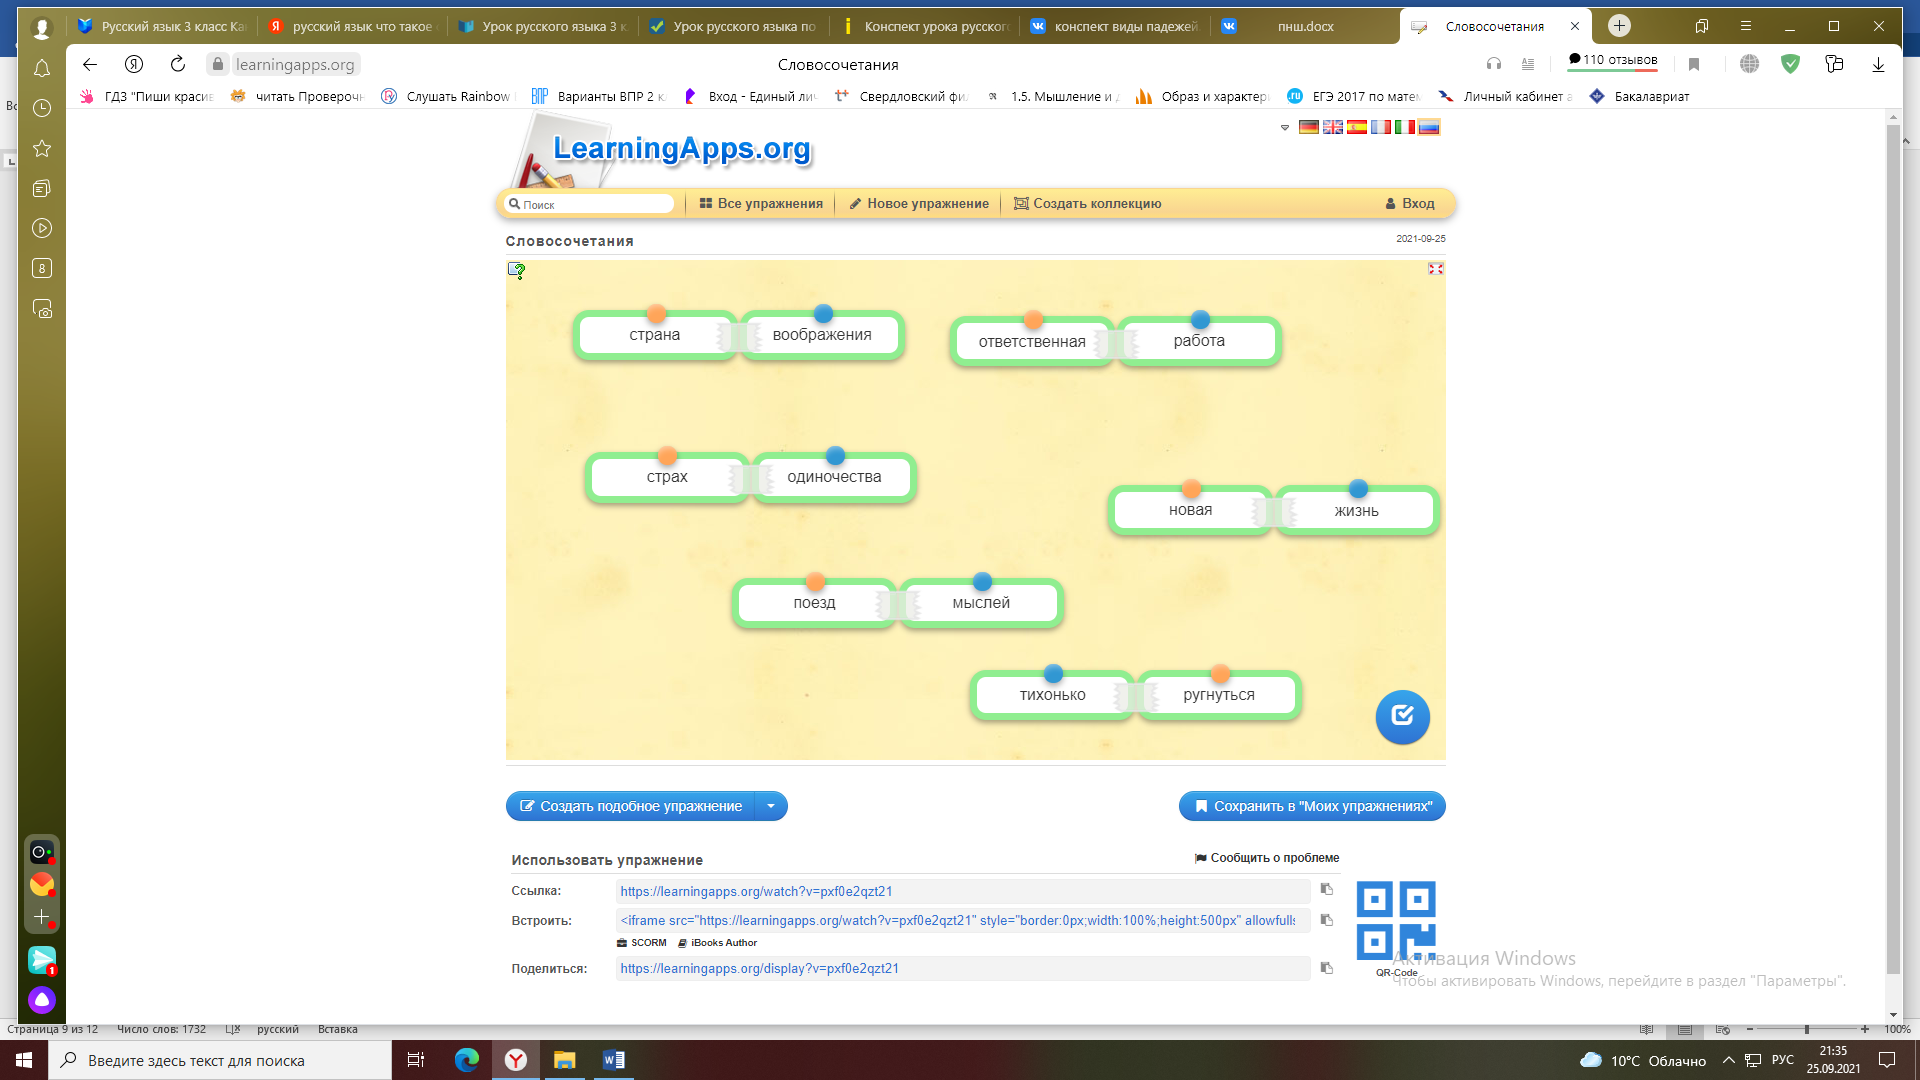 Русский язык 3 класс Ка
русский язык что такое
Урок русского языка 3 к
Урок русского языка по
Конспект урока русского
конспект виды падежей
пнш.docx
Словосочетания
learningapps.org
Словосочетания
110 отзывов
ГДЗ "Пиши красив
читать Проверочн
Слушать Rainbow
Варианты ВПР 2 к
Вход - Единый ли
Свердловский фи
1.5. Мышление и
Образ и характер
ЕГЭ 2017 по мате
Личный кабинет
Бакалавриат
LearningApps.org
Поиск
Все упражнения
Новое упражнение
Создать коллекцию
Вход
Словосочетания
2021-09-25
страна
воображения
ответственная
работа
страх
одиночества
новая
жизнь
поезд
мыслей
тихонько
ругнуться
Создать подобное упражнение
Сохранить в "Моих упражнениях"
Использовать упражнение
Сообщить о проблеме
Ссылка:
https://learningapps.org/watch?v=pxf0e2qzt21
Встроить:
<iframe src="https://learningapps.org/watch?v=pxf0e2qzt21" style="border:0px;width:100%;height:500px" allowfulls
SCORM
iBooks Author
Поделиться:
https://learningapps.org/display?v=pxf0e2qzt21
QR-Code
Активация Windows
Чтобы активировать Windows, перейдите в раздел "Параметры".
Страница 9 из 12
Число слов: 1732
русский
Вставка
100%
Введите здесь текст для поиска
10°C Облачно
РУС
21:35
25.09.2021